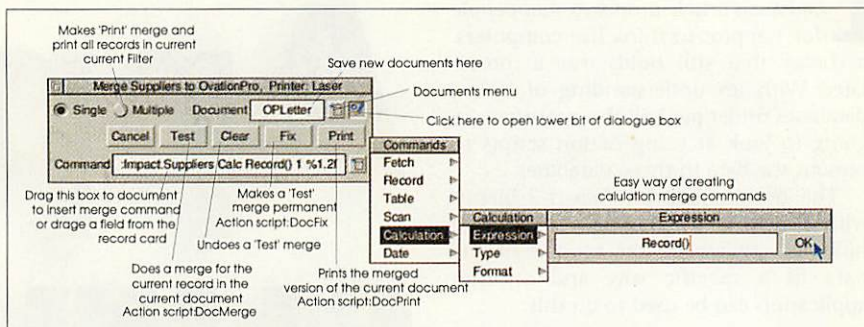 Makes 'Print' merge and
print all records in current
current Filter
Save new documents here
Merge Suppliers to OvationPro, Printer: Laser
Documents menu
Single
Multiple
Document
OPLetter
Click here to open lower bit of dialogue box
Cancel
Test
Clear
Fix
Print
Commands
Fetch
Command
:Impact.Suppliers Calc Record() 1 %1.2f
Record
Table
Easy way of creating
calulation merge commands
Drag this box to document
to insert merge command
or drage a field from the
record card
Makes a 'Test'
merge permanent
Action script:DocFix
Scan
Calculation
Expression
Calculation
Expression
Record()
OK
Undoes a 'Test' merge
Date
Type
Format
Does a merge for the
current record in the
current document
Action script:DocMerge
Prints the merged
version of the current document
Action script:DocPrint